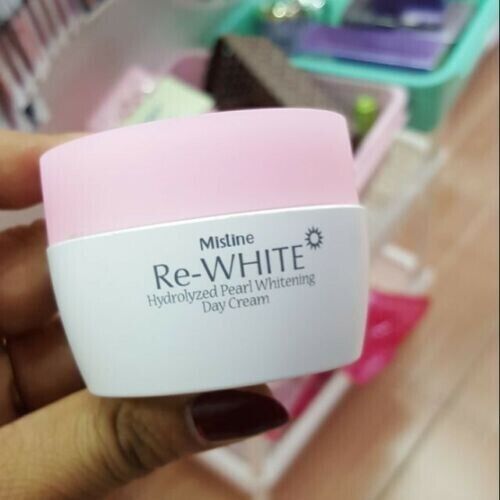 Mistine
Re-WHITE
Hydrolyzed Pearl Whitening
Day Cream